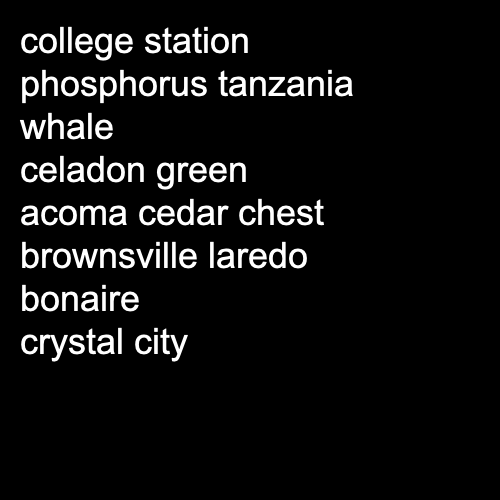 college station
phosphorus tanzania
whale
celadon green
acoma cedar chest
brownsville laredo
bonaire
crystal city